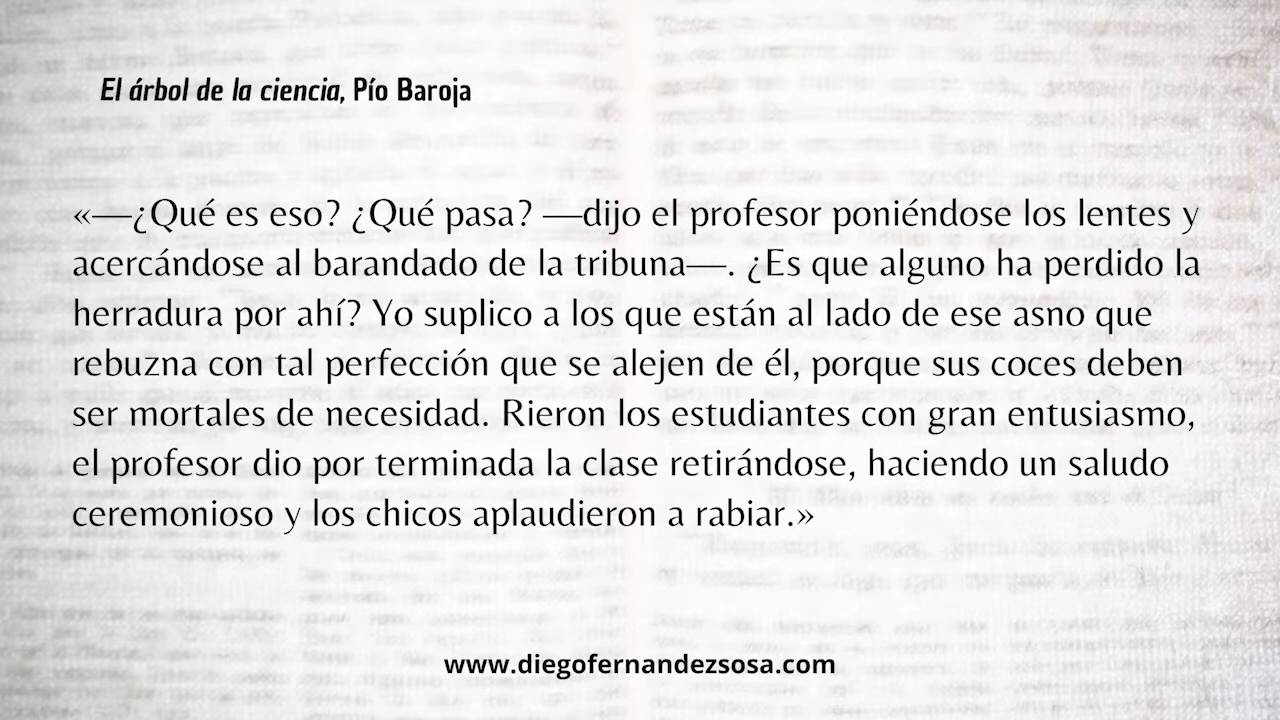 El árbol de la ciencia, Pío Baroja
«—¿Qué es eso? ¿Qué pasa? —dijo el profesor poniéndose los lentes y
acercándose al barandado de la tribuna—. ¿Es que alguno ha perdido la
herradura por ahí? Yo suplico a los que están al lado de ese asno que
rebuzna con tal perfección que se alejen de él, porque sus coces deben
ser mortales de necesidad. Rieron los estudiantes con gran entusiasmo,
el profesor dio por terminada la clase retirándose, haciendo un saludo
ceremonioso y los chicos aplaudieron a rabiar.»
www.diegofernandezsosa.com